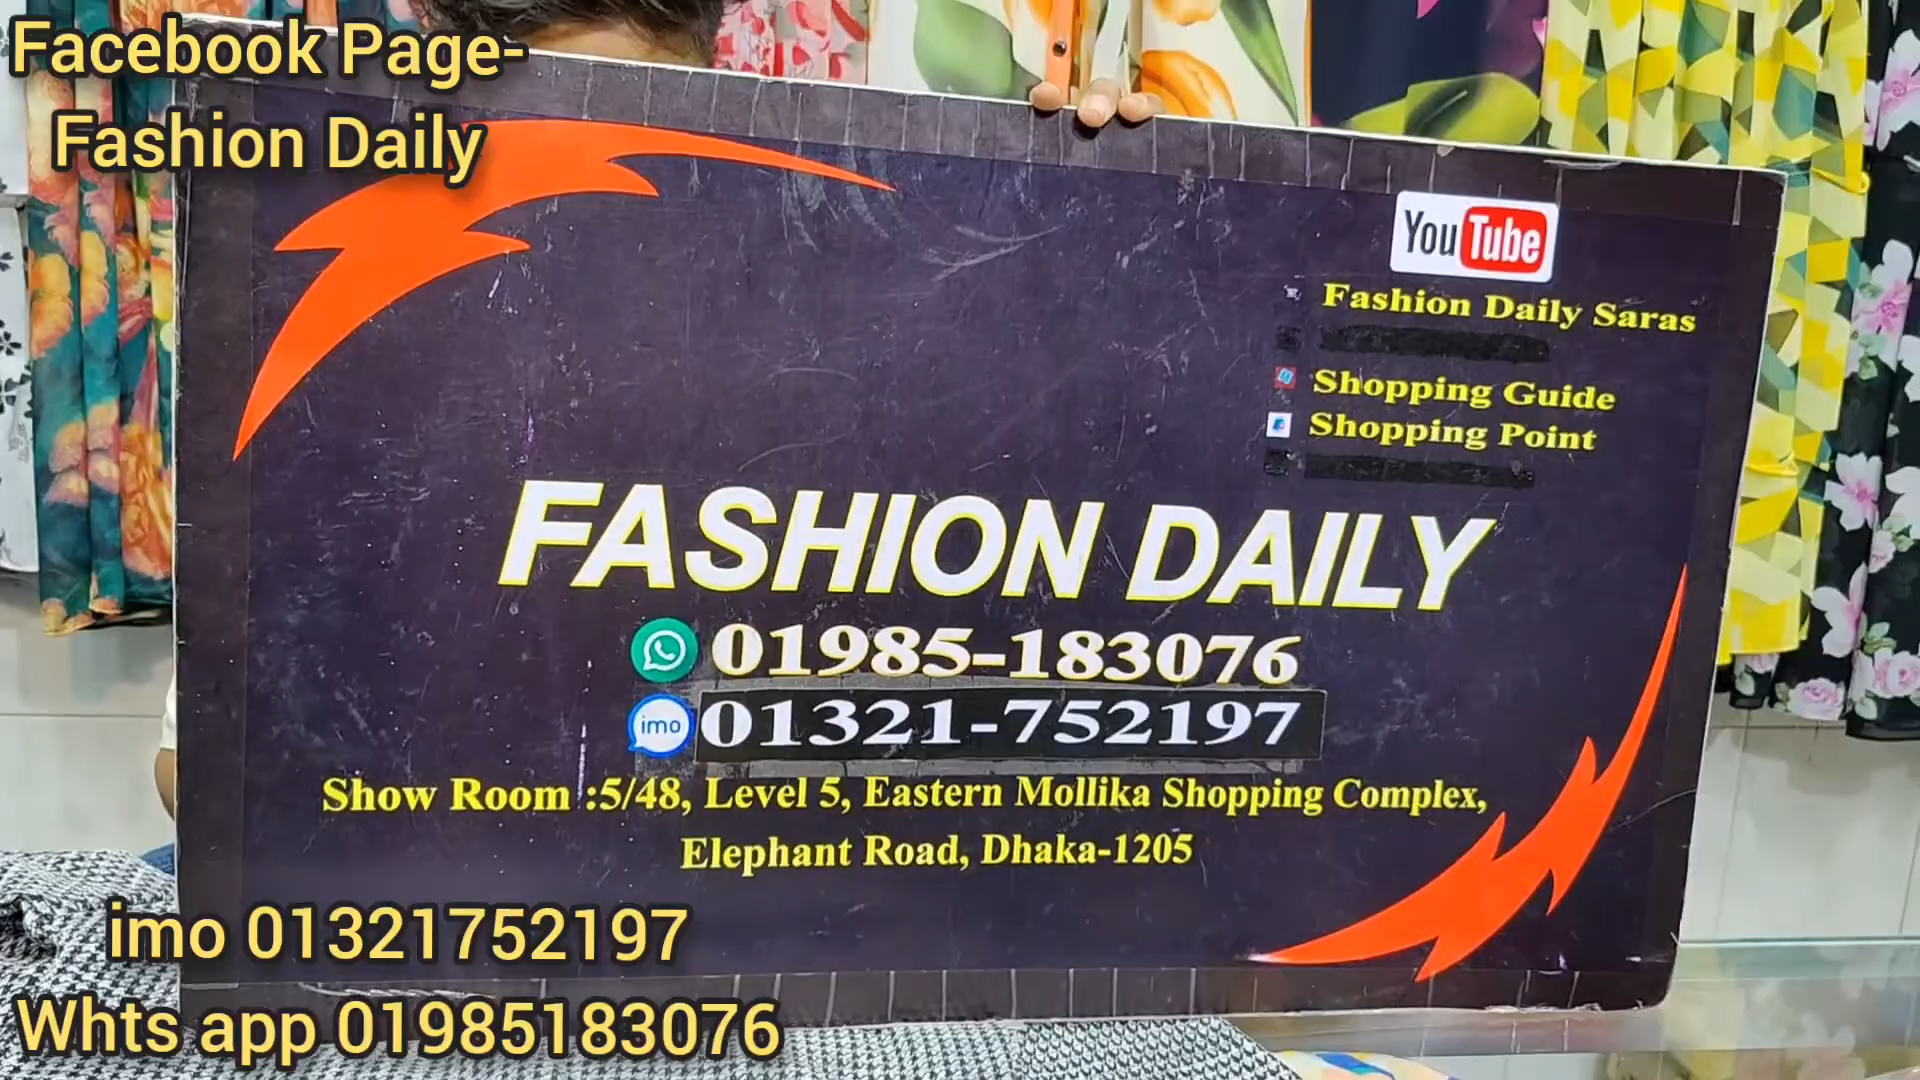 Facebook Page-
Fashion Daily
YouTube
Fashion Daily Saras
Shopping Guide
Shopping Point
FASHION DAILY
01985-183076
imo 01321-752197
Show Room :5/48, Level 5, Eastern Mollika Shopping Complex,
Elephant Road, Dhaka-1205
imo 01321752197
Whts app 01985183076